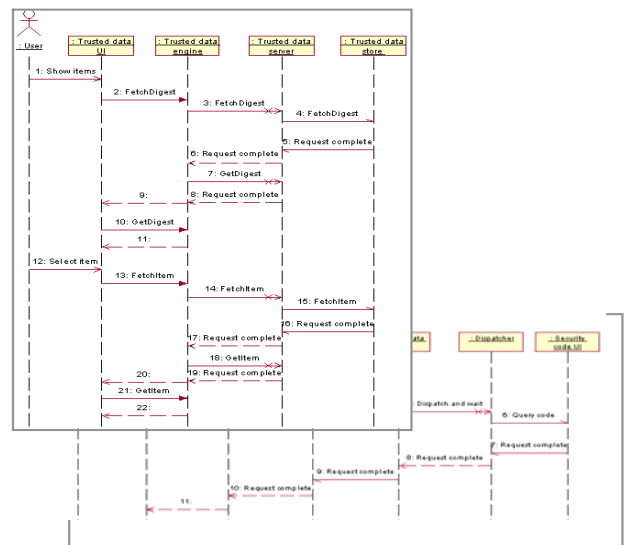 : User
: Trusted data UI
: Trusted data engine
: Trusted data server
: Trusted data store
1: Show items
2: FetchDigest
3: FetchDigest
4: FetchDigest
5: Request complete
6: Request complete
7: GetDigest
8: Request complete
9:
10: GetDigest
11:
12: Select item
13: FetchItem
14: FetchItem
15: FetchItem
16: Request complete
17: Request complete
18: GetItem
19: Request complete
20:
21: GetItem
22:
ata
: Dispatcher
: Security code UI
Dispatch and wait
6: Query code
7: Request complete
8: Request complete
9: Request complete
10: Request complete
11: